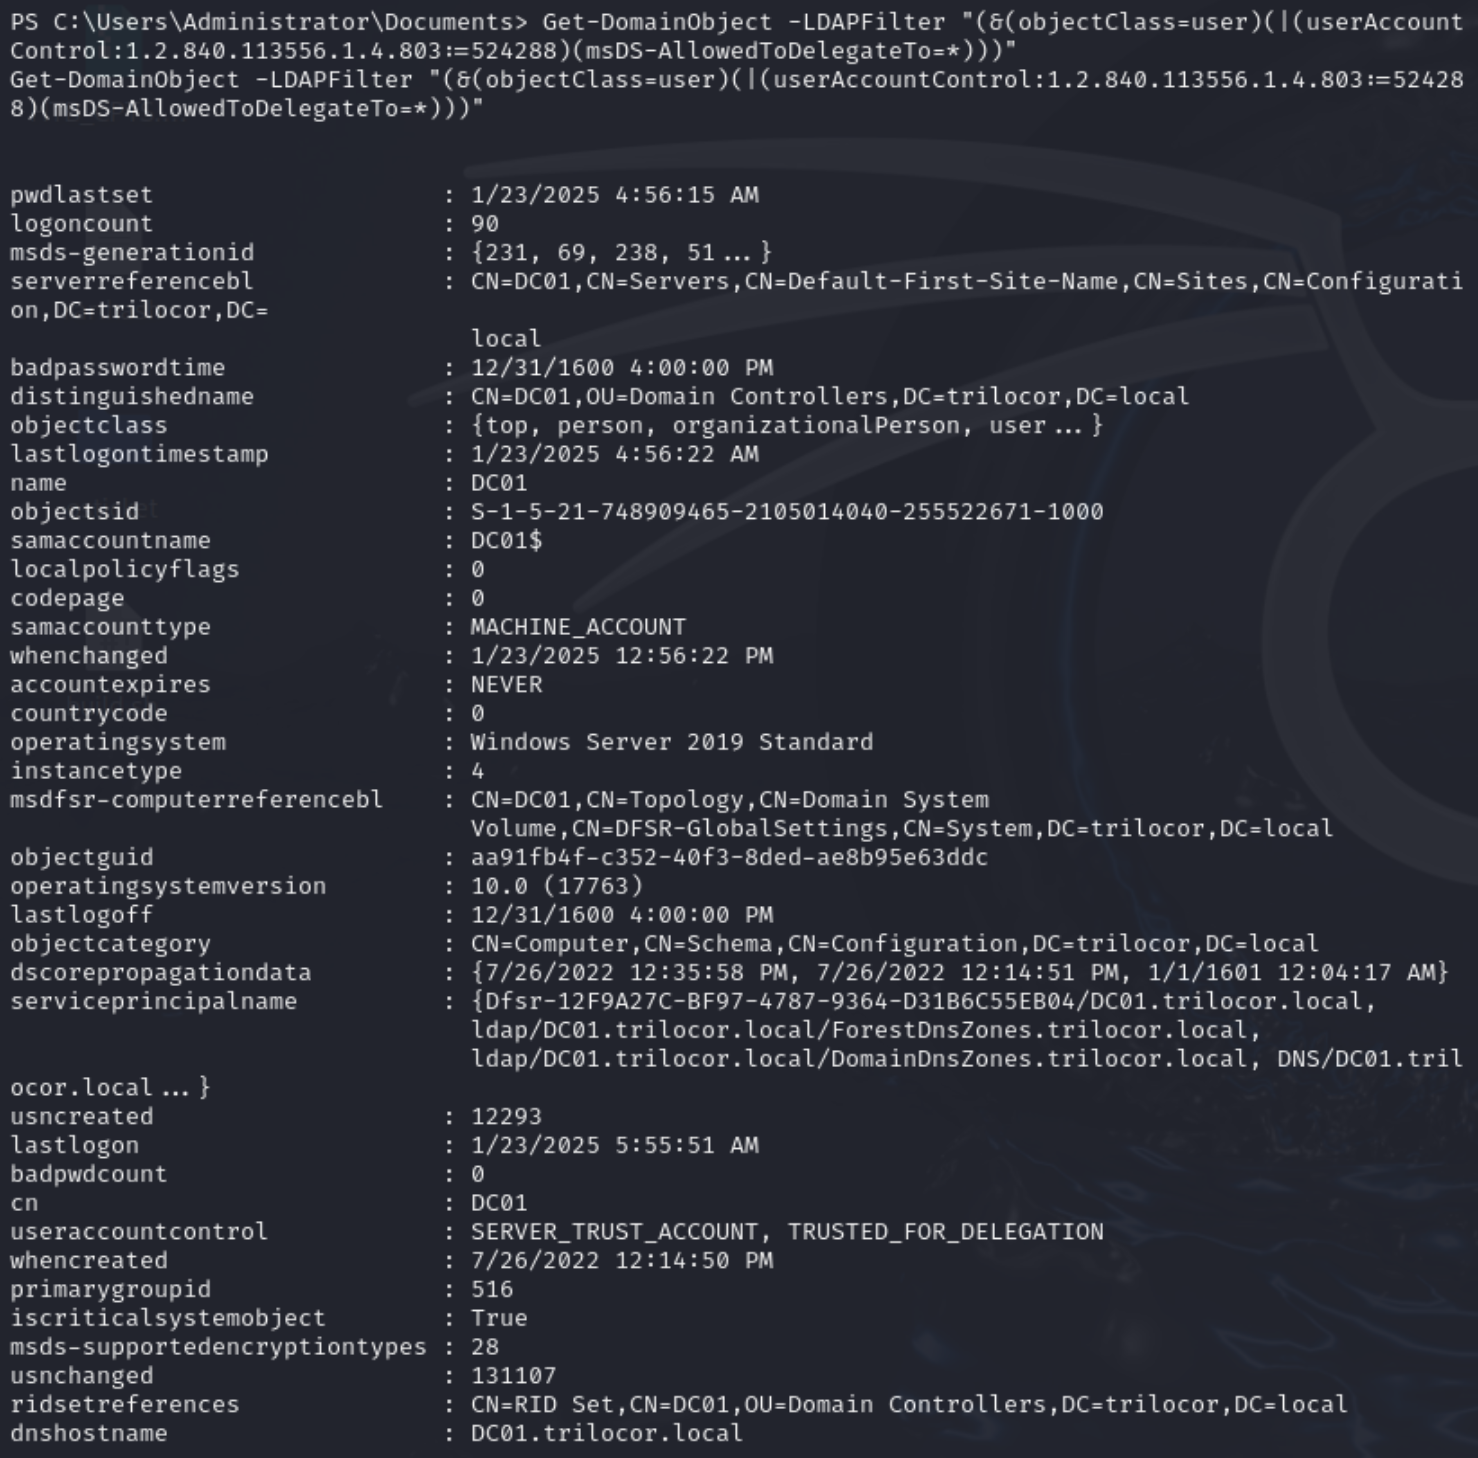 PS C:\Users\Administrator\Documents> Get-DomainObject -LDAPFilter "(&(objectClass=user)(|(userAccount
Control:1.2.840.113556.1.4.803:=524288)(msDS-AllowedToDelegateTo=*)))"
Get-DomainObject -LDAPFilter "(&(objectClass=user)(|(userAccountControl:1.2.840.113556.1.4.803:=52428
8)(msDS-AllowedToDelegateTo=*)))"
pwdlastset : 1/23/2025 4:56:15 AM
logoncount : 90
msds-generationid : {231, 69, 238, 51...}
serverreferencebl : CN=DC01,CN=Servers,CN=Default-First-Site-Name,CN=Sites,CN=Configurati
on,DC=trilocor,DC=
local
badpasswordtime : 12/31/1600 4:00:00 PM
distinguishedname : CN=DC01,OU=Domain Controllers,DC=trilocor,DC=local
objectclass : {top, person, organizationalPerson, user...}
lastlogontimestamp : 1/23/2025 4:56:22 AM
name : DC01
objectsid : S-1-5-21-748909465-2105014040-255522671-1000
samaccountname : DC01$
localpolicyflags : 0
codepage : 0
samaccounttype : MACHINE_ACCOUNT
whenchanged : 1/23/2025 12:56:22 PM
accountexpires : NEVER
countrycode : 0
operatingsystem : Windows Server 2019 Standard
instancetype : 4
msdfsr-computerreferencebl : CN=DC01,CN=Topology,CN=Domain System
Volume,CN=DFSR-GlobalSettings,CN=System,DC=trilocor,DC=local
objectguid : aa91fb4f-c352-40f3-8ded-ae8b95e63ddc
operatingsystemversion : 10.0 (17763)
lastlogoff : 12/31/1600 4:00:00 PM
objectcategory : CN=Computer,CN=Schema,CN=Configuration,DC=trilocor,DC=local
dscorepropagationdata : {7/26/2022 12:35:58 PM, 7/26/2022 12:14:51 PM, 1/1/1601 12:04:17 AM}
serviceprincipalname : {Dfsr-12F9A27C-BF97-4787-9364-D31B6C55EB04/DC01.trilocor.local,
ldap/DC01.trilocor.local/ForestDnsZones.trilocor.local,
ldap/DC01.trilocor.local/DomainDnsZones.trilocor.local, DNS/DC01.tril
ocor.local...}
usncreated : 12293
lastlogon : 1/23/2025 5:55:51 AM
badpwdcount : 0
cn : DC01
useraccountcontrol : SERVER_TRUST_ACCOUNT, TRUSTED_FOR_DELEGATION
whencreated : 7/26/2022 12:14:50 PM
primarygroupid : 516
iscriticalsystemobject : True
msds-supportedencryptiontypes : 28
usnchanged : 131107
ridsetreferences : CN=RID Set,CN=DC01,OU=Domain Controllers,DC=trilocor,DC=local
dnshostname : DC01.trilocor.local